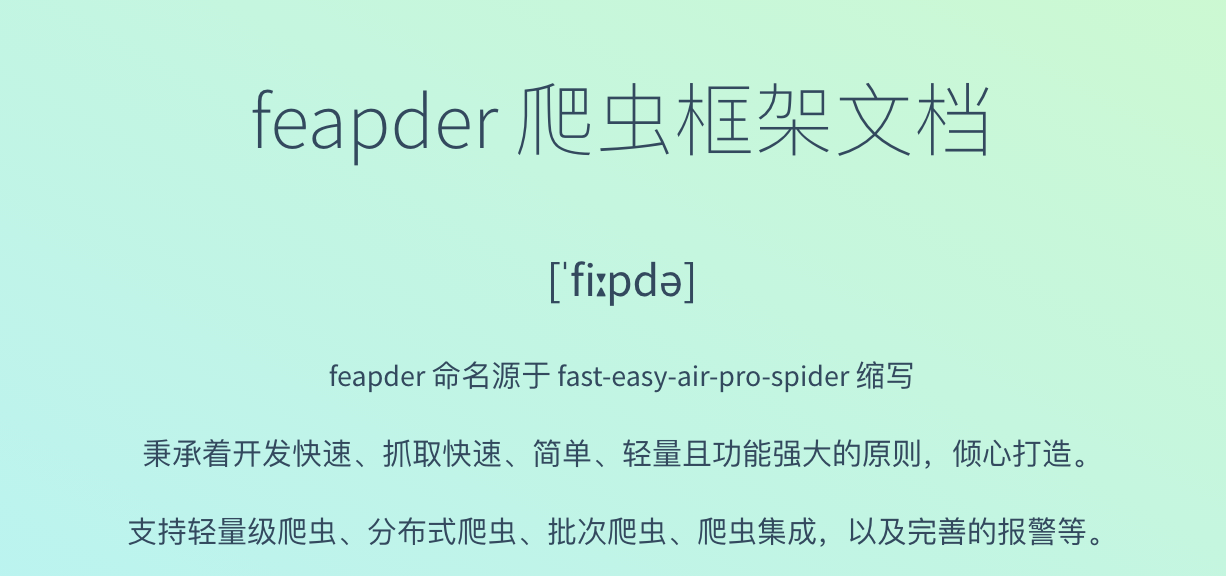 feapder 爬虫框架文档
[ˈfiːpdə]
feapder 命名源于 fast-easy-air-pro-spider 缩写
秉承着开发快速、抓取快速、简单、轻量且功能强大的原则，倾心打造。
支持轻量级爬虫、分布式爬虫、批次爬虫、爬虫集成，以及完善的报警等。